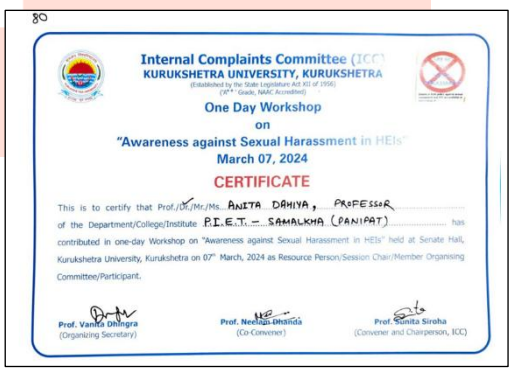 80
Internal Complaints Committee (ICC)
KURUKSHETRA UNIVERSITY, KURUKSHETRA
(Established by the State Legislature Act XII of 1956)
Grade, NAAC Accredited)
One Day Workshop
on
"Awareness against Sexual Harassment in HEIs"
March 07, 2024
CERTIFICATE
This is to certify that Prof./Dr./Mr./Ms. ANITA DAHIYA, PROFESSOR
of the Department/College/Institute P.I.E.T. - SAMALKHA (PANIPAT) has
contributed in one-day Workshop on "Awareness against Sexual Harassment in HEIs" held at Senate Hall,
Kurukshetra University, Kurukshetra on 07th March, 2024 as Resource Person/Session Chair/Member Organising
Committee/Participant.
Prof. Vanita Dhingra
(Organizing Secretary)
Prof. Neelam Dhanda
(Co-Convener)
Prof. Sunita Siroha
(Convener and Chairperson, ICC)